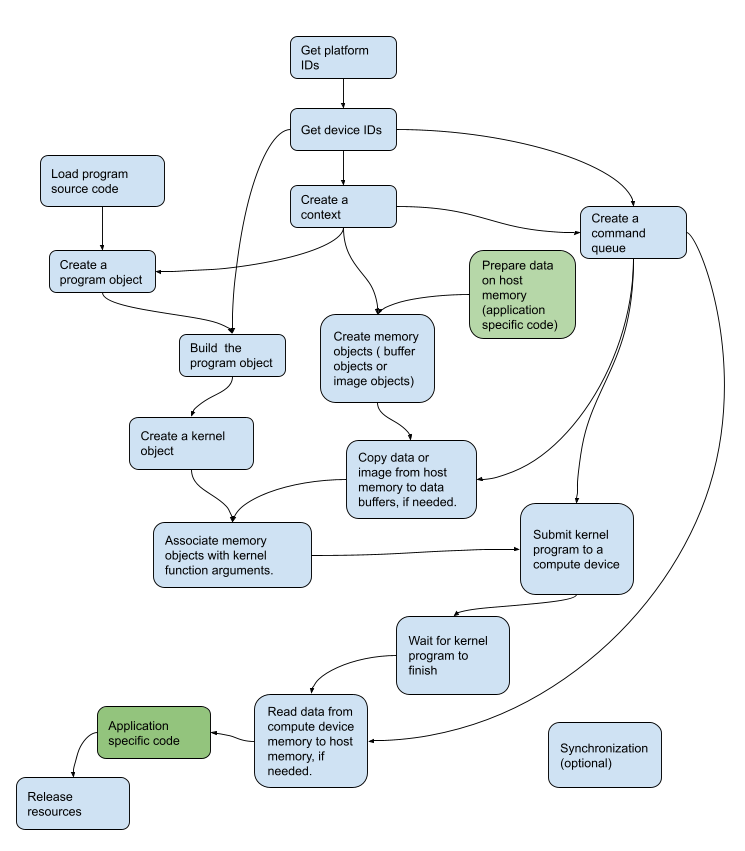 Get platform
IDs
Get device IDs
Load program
source code
Create a
context
Create a
command
queue
Create a
program object
Prepare data
on host
memory
(application
specific code)
Build  the
program object
Create memory
objects ( buffer
objects or
image objects)
Create a kernel
object
Copy data or
image from host
memory to data
buffers, if needed.
Associate memory
objects with kernel
function arguments.
Submit kernel
program to a
compute device
Wait for kernel
program to
finish
Read data from
compute device
memory to host
memory, if
needed.
Application
specific code
Synchronization
(optional)
Release
resources